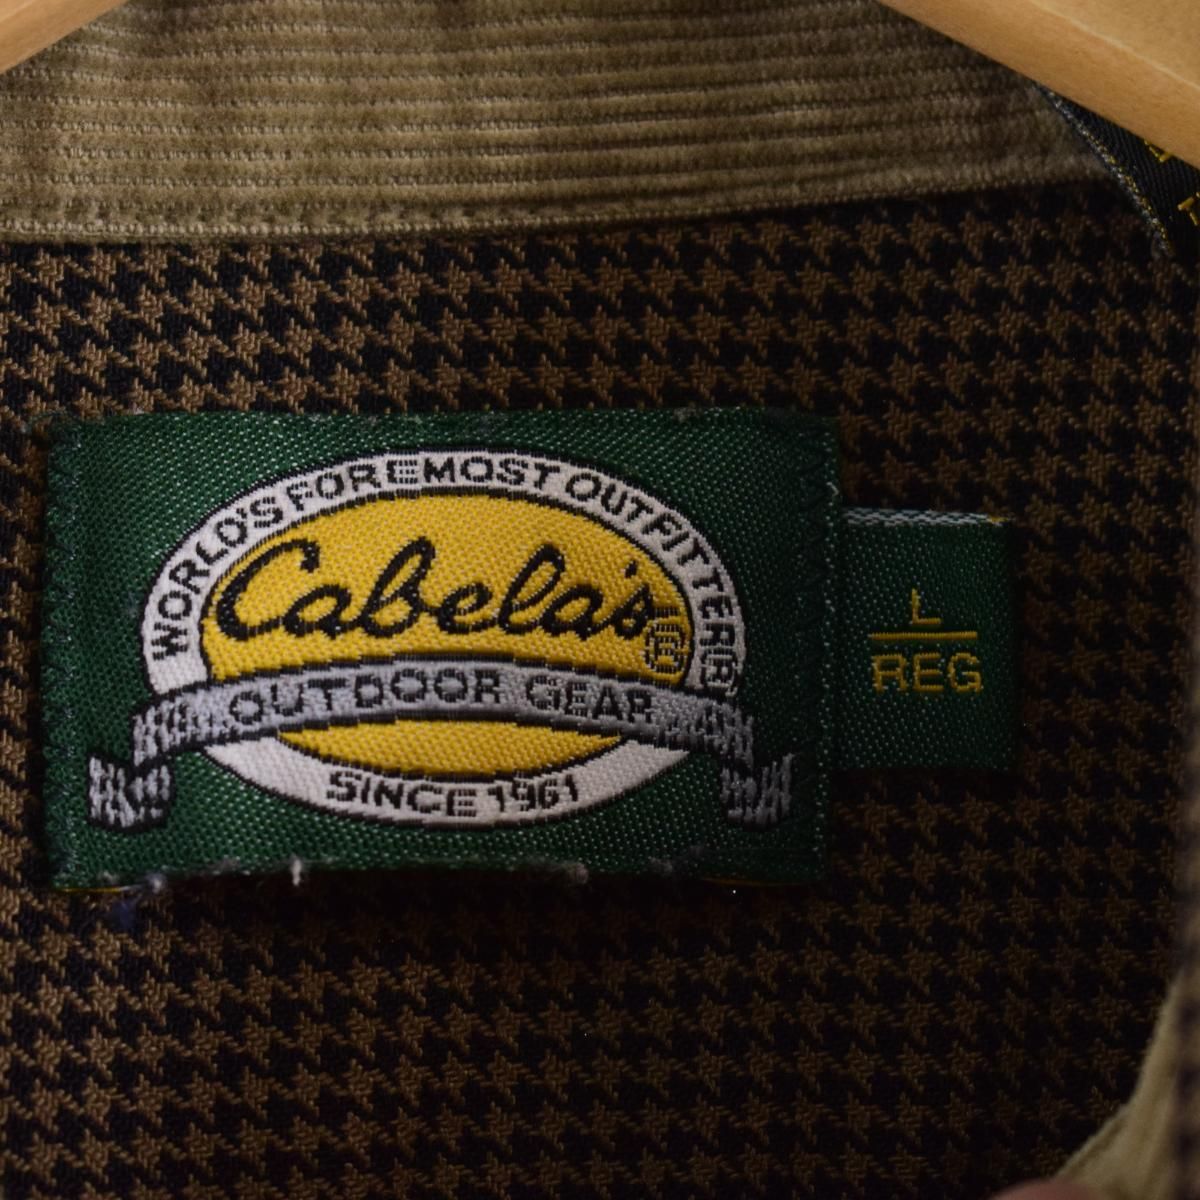 WORLD'S FOREMOST OUTFITTER®
Cabela's®
OUTDOOR GEAR
SINCE 1961
L
REG